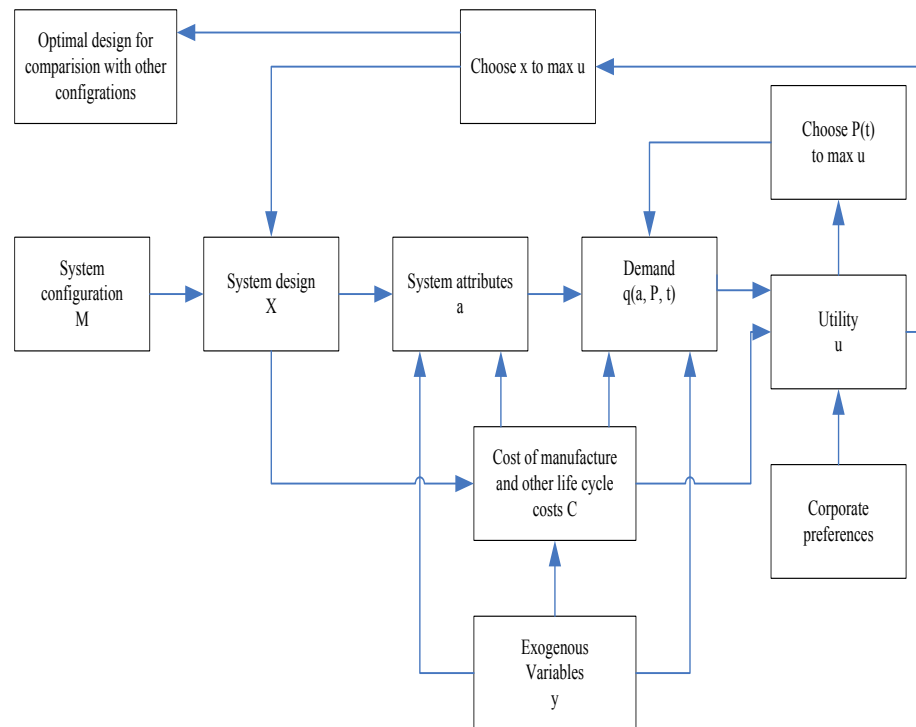 Optimal design for
comparision with other
configrations
Choose x to max u
Choose P(t)
to max u
System
configuration
M
System design
X
System attributes
a
Demand
q(a, P, t)
Utility
u
Cost of manufacture
and other life cycle
costs C
Corporate
preferences
Exogenous
Variables
y